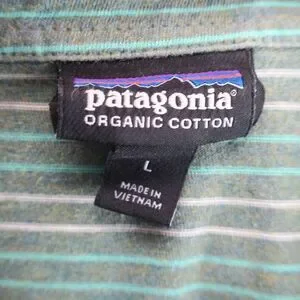 patagonia®
ORGANIC COTTON
L
MADE IN
VIETNAM